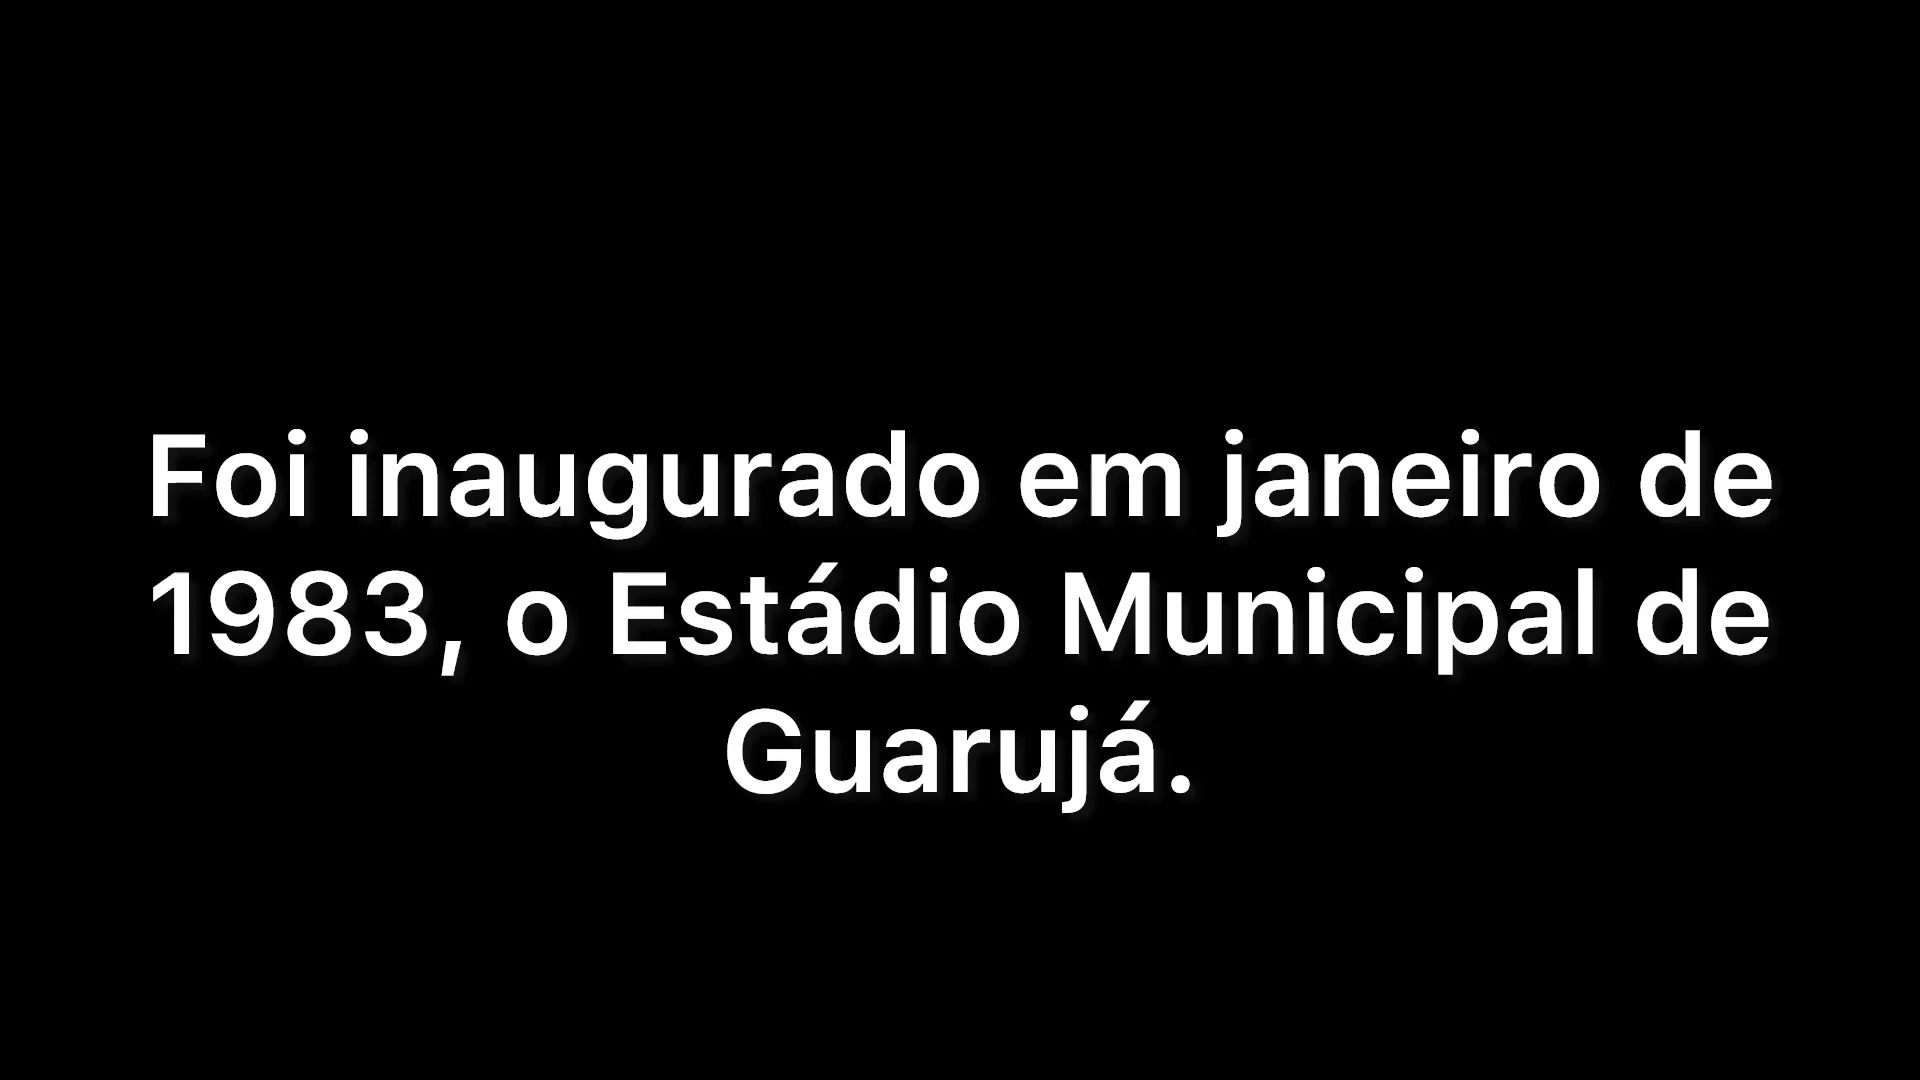 Foi inaugurado em janeiro de
1983, o Estádio Municipal de
Guarujá.